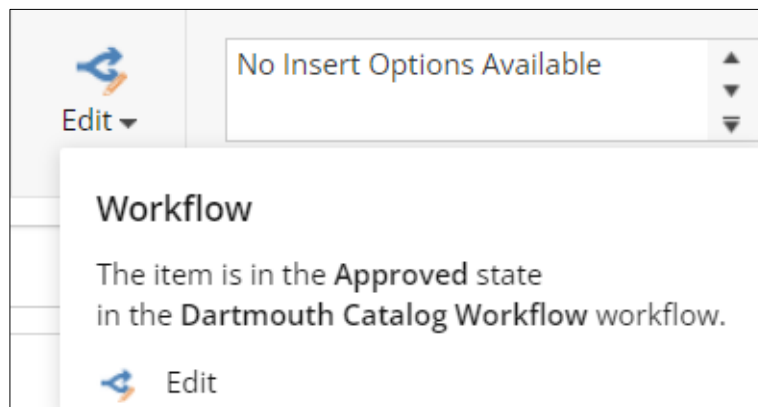 No Insert Options Available
Edit
Workflow
The item is in the Approved state
in the Dartmouth Catalog Workflow workflow.
Edit